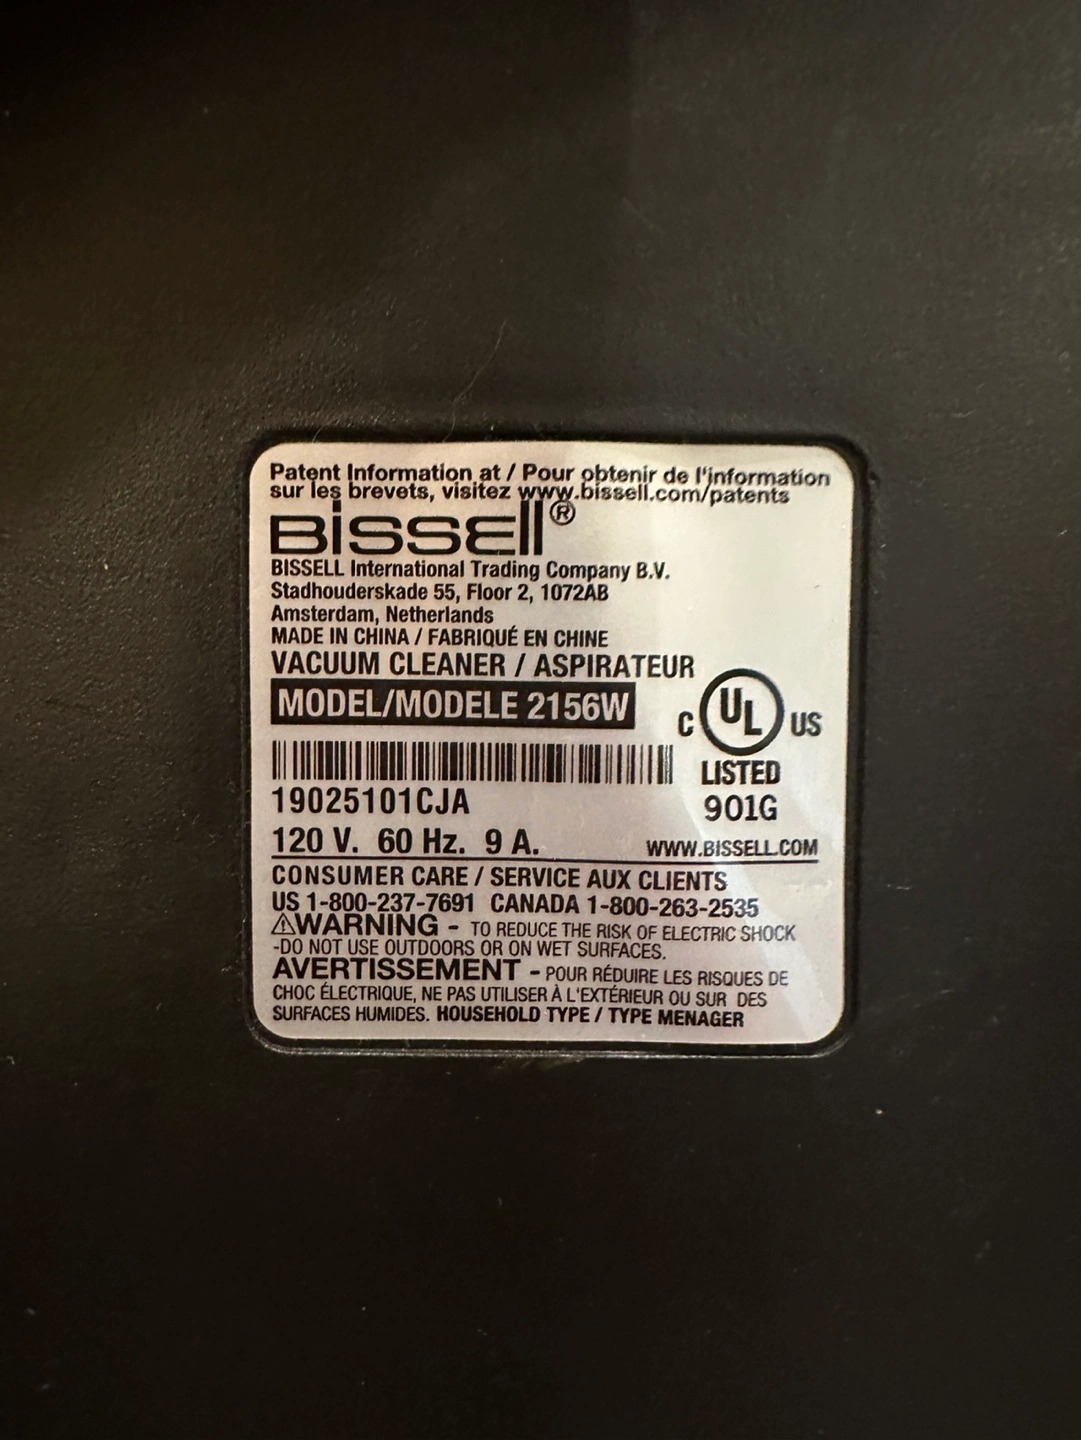 Patent Information at / Pour obtenir de l'information
sur les brevets, visitez www.bissell.com/patents
BISSELL®
BISSELL International Trading Company B.V.
Stadhouderskade 55, Floor 2, 1072AB
Amsterdam, Netherlands
MADE IN CHINA / FABRIQUÉ EN CHINE
VACUUM CLEANER / ASPIRATEUR
MODEL/MODELE 2156W
C UL US
LISTED
901G
19025101CJA
120 V. 60 Hz. 9 A.
WWW.BISSELL.COM
CONSUMER CARE / SERVICE AUX CLIENTS
US 1-800-237-7691 CANADA 1-800-263-2535
⚠WARNING - TO REDUCE THE RISK OF ELECTRIC SHOCK
-DO NOT USE OUTDOORS OR ON WET SURFACES.
AVERTISSEMENT - POUR RÉDUIRE LES RISQUES DE
CHOC ÉLECTRIQUE, NE PAS UTILISER À L'EXTÉRIEUR OU SUR DES
SURFACES HUMIDES. HOUSEHOLD TYPE / TYPE MENAGER